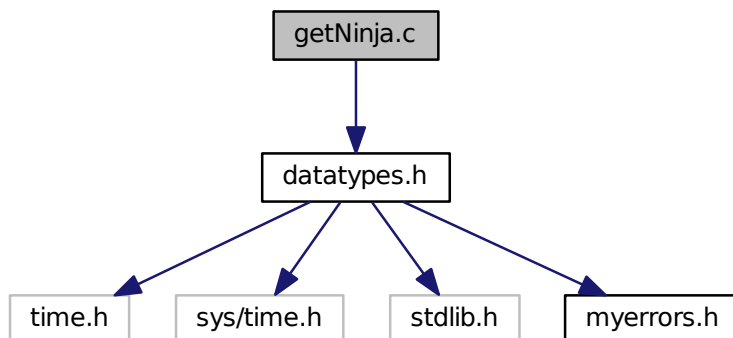 getNinja.c
datatypes.h
time.h
sys/time.h
stdlib.h
myerrors.h